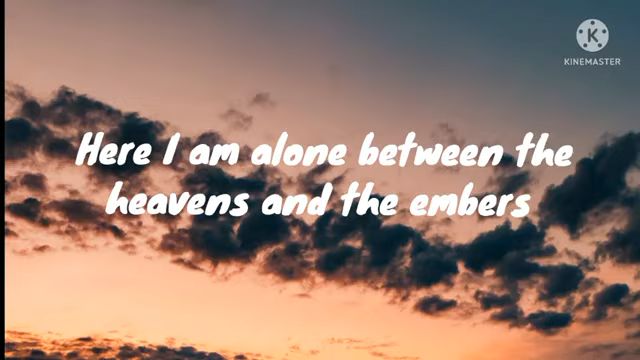 KINEMASTER
Here I am alone between the
heavens and the embers